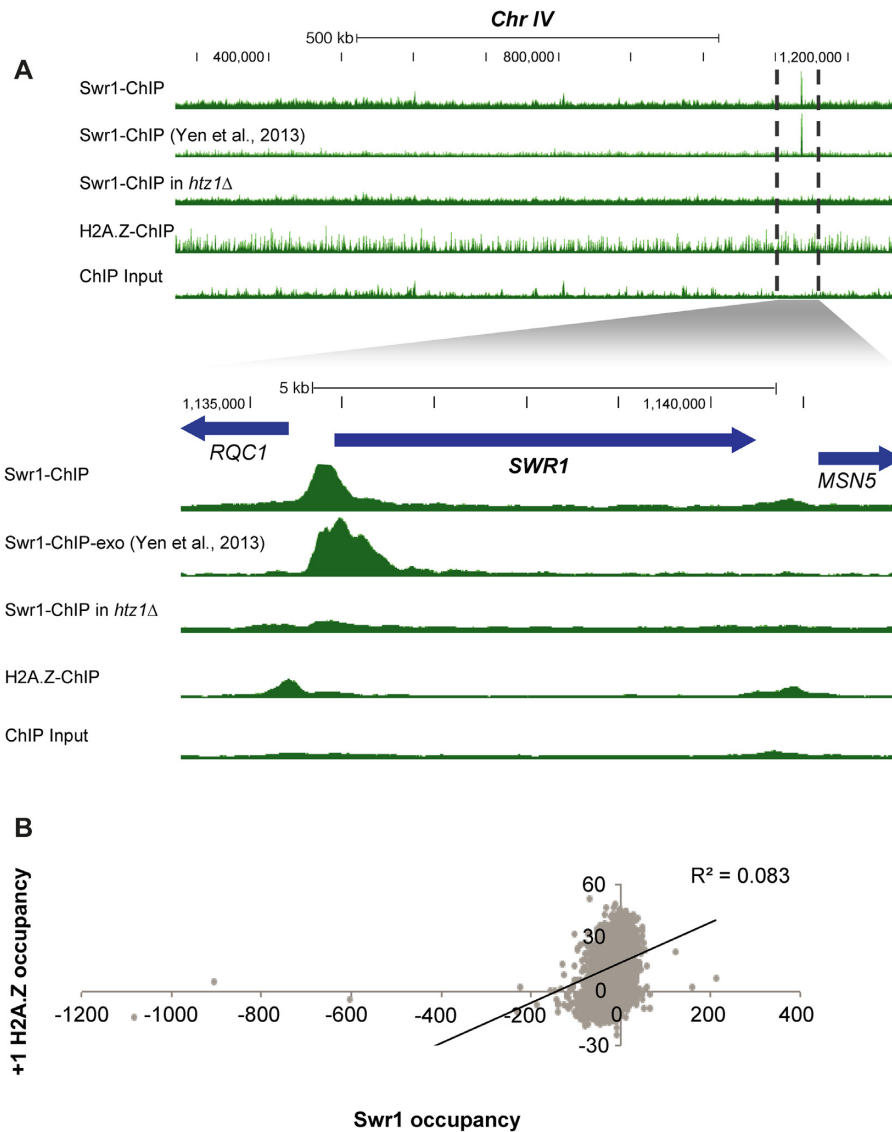 Chr IV
500 kb
400,000 800,000 1,200,000
A
Swr1-ChIP
Swr1-ChIP (Yen et al., 2013)
Swr1-ChIP in htz1Δ
H2A.Z-ChIP
ChIP Input
5 kb
1,135,000 1,140,000
RQC1 SWR1 MSN5
Swr1-ChIP
Swr1-ChIP-exo (Yen et al., 2013)
Swr1-ChIP in htz1Δ
H2A.Z-ChIP
ChIP Input
B
+1 H2A.Z occupancy
R² = 0.083
60
30
0
-30
-1200 -1000 -800 -600 -400 -200 0 200 400
Swr1 occupancy